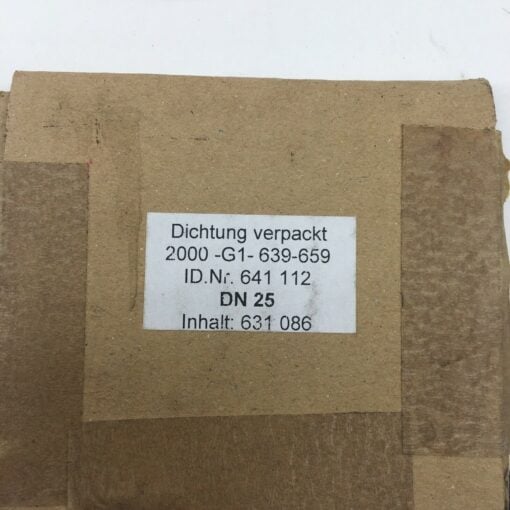 Dichtung verpackt
2000 -G1- 639-659
ID.Nr. 641 112
DN 25
Inhalt: 631 086